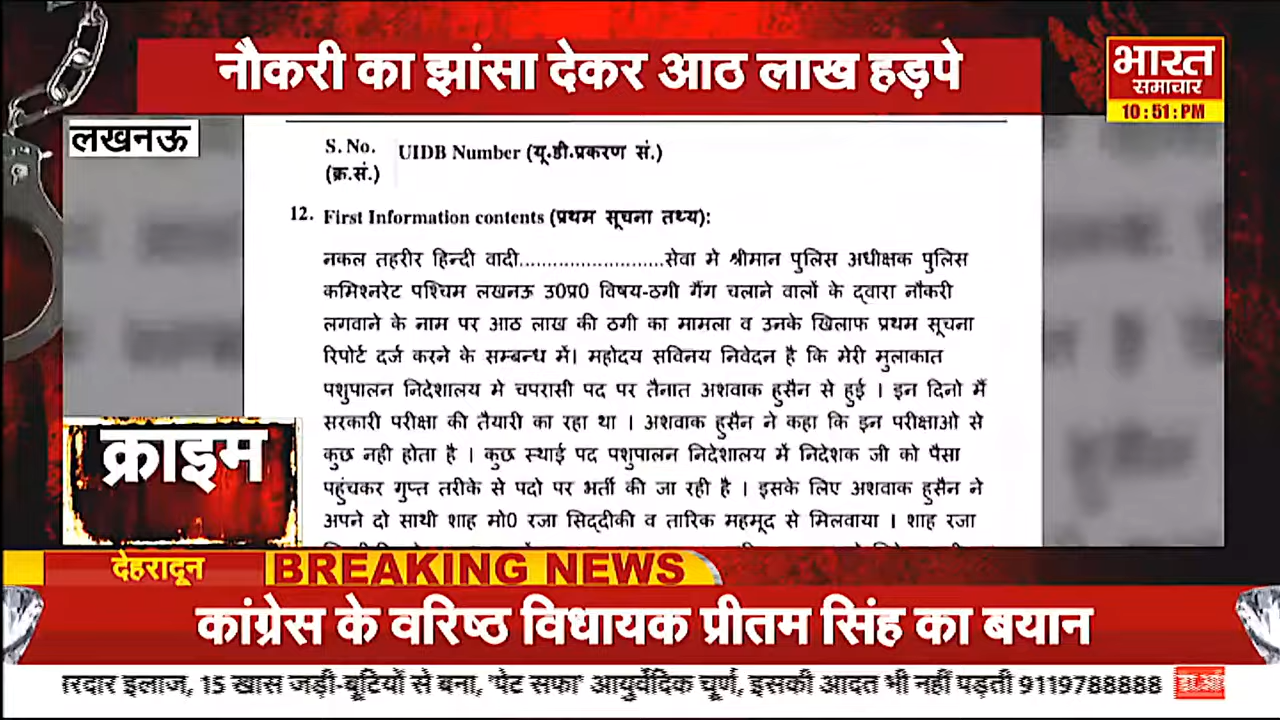 नौकरी का झांसा देकर आठ लाख हड़पे
भारत
समाचार
10:51:PM
लखनऊ
S. No. UIDB Number (यू.डी.प्रकरण सं.)
(क्र.सं.)
12. First Information contents (प्रथम सूचना तथ्य):
नकल तहरीर हिन्दी वादी..........................सेवा मे श्रीमान पुलिस अधीक्षक पुलिस
कमिश्नरेट पश्चिम लखनऊ उ0प्र0 विषय-ठगी गैंग चलाने वालों के द्वारा नौकरी
लगवाने के नाम पर आठ लाख की ठगी का मामला व उनके खिलाफ प्रथम सूचना
रिपोर्ट दर्ज करने के सम्बन्ध में। महोदय सविनय निवेदन है कि मेरी मुलाकात
पशुपालन निदेशालय मे चपरासी पद पर तैनात अशवाक हुसैन से हुई । इन दिनो मैं
सरकारी परीक्षा की तैयारी का रहा था । अशवाक हुसैन ने कहा कि इन परीक्षाओ से
कुछ नही होता है । कुछ स्थाई पद पशुपालन निदेशालय में निदेशक जी को पैसा
पहुंचकर गुप्त तरीके से पदो पर भर्ती की जा रही है । इसके लिए अशवाक हुसैन ने
अपने दो साथी शाह मो0 रजा सिद्दीकी व तारिक महमूद से मिलवाया । शाह रजा
क्राइम
देहरादून
BREAKING NEWS
कांग्रेस के वरिष्ठ विधायक प्रीतम सिंह का बयान
इलाज, 15 खास जड़ी-बूटियों से बना, 'पेट सफा' आयुर्वेदिक चूर्ण, इसकी आदत भी नहीं पड़ती 9119788888